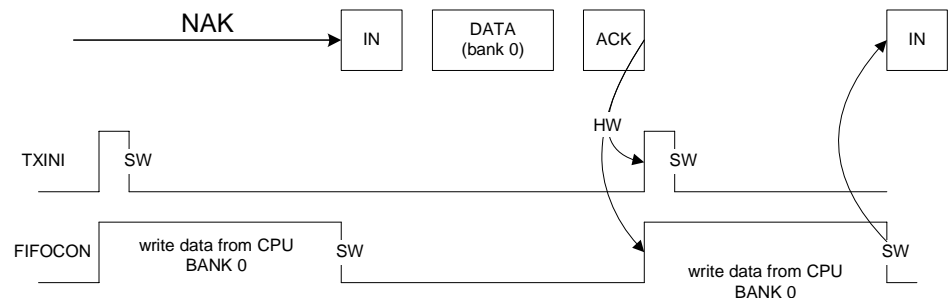 NAK
IN
DATA
(bank 0)
ACK
IN
HW
TXINI
SW
SW
FIFOCON
write data from CPU
BANK 0
SW
write data from CPU
BANK 0
SW